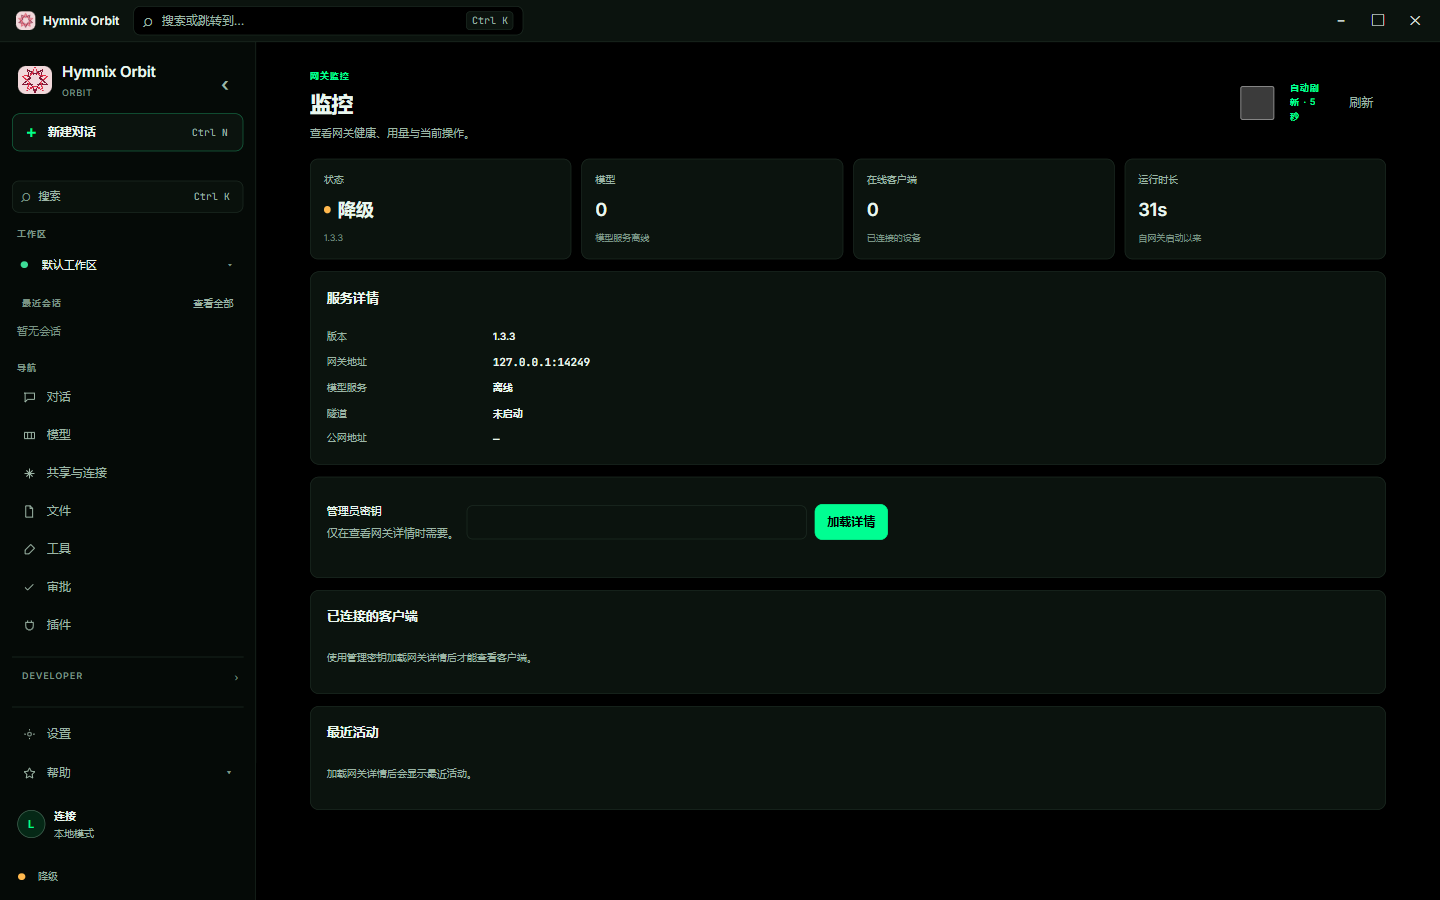 Hymnix Orbit
搜索或跳转到...
Ctrl K
Hymnix Orbit
ORBIT
新建对话
Ctrl N
搜索
Ctrl K
工作区
默认工作区
最近会话
查看全部
暂无会话
导航
对话
模型
共享与连接
文件
工具
审批
插件
DEVELOPER
设置
帮助
L
连接
本地模式
降级
网关监控
监控
查看网关健康、用量与当前操作。
自动刷
新 · 5
秒
刷新
状态
降级
1.3.3
模型
0
模型服务离线
在线客户端
0
已连接的设备
运行时长
31s
自网关启动以来
服务详情
版本
1.3.3
网关地址
127.0.0.1:14249
模型服务
离线
隧道
未启动
公网地址
—
管理员密钥
仅在查看网关详情时需要。
加载详情
已连接的客户端
使用管理密钥加载网关详情后才能查看客户端。
最近活动
加载网关详情后会显示最近活动。